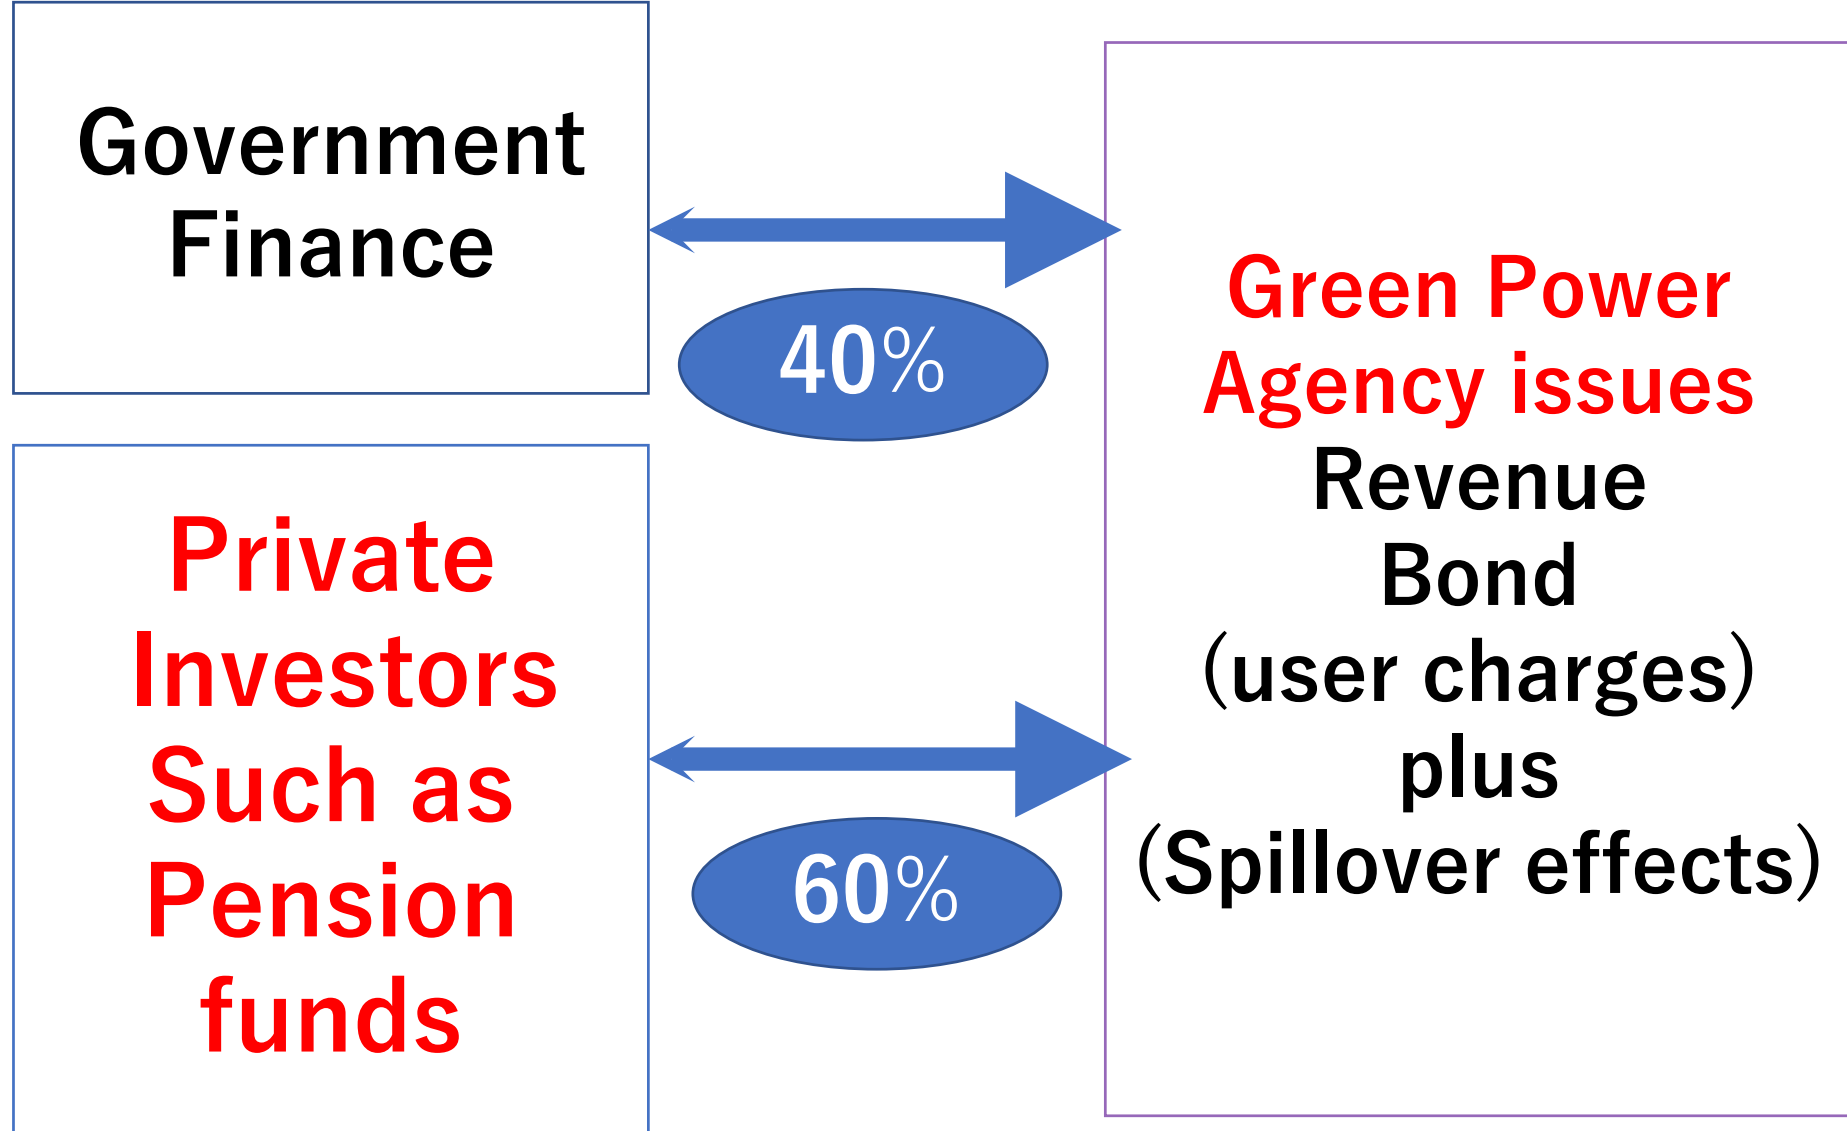 Government
Finance
40%
Private
Investors
Such as
Pension
funds
60%
Green Power
Agency issues
Revenue
Bond
(user charges)
plus
(Spillover effects)